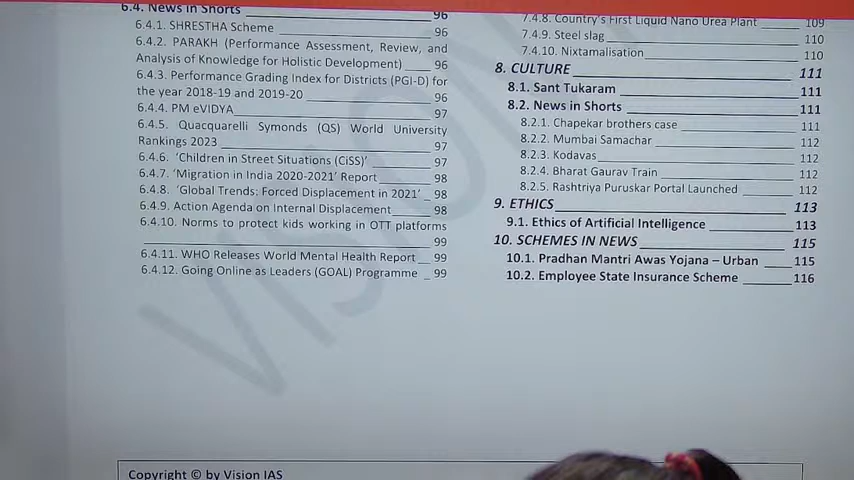 6.4. News in Shorts 96
6.4.1. SHRESTHA Scheme 96
6.4.2. PARAKH (Performance Assessment, Review, and
Analysis of Knowledge for Holistic Development) 96
6.4.3. Performance Grading Index for Districts (PGI-D) for
the year 2018-19 and 2019-20 96
6.4.4. PM eVIDYA 97
6.4.5. Quacquarelli Symonds (QS) World University
Rankings 2023 97
6.4.6. 'Children in Street Situations (CiSS)' 97
6.4.7. 'Migration in India 2020-2021' Report 98
6.4.8. 'Global Trends: Forced Displacement in 2021' 98
6.4.9. Action Agenda on Internal Displacement 98
6.4.10. Norms to protect kids working in OTT platforms
99
6.4.11. WHO Releases World Mental Health Report 99
6.4.12. Going Online as Leaders (GOAL) Programme 99
7.4.8. Country's First Liquid Nano Urea Plant 109
7.4.9. Steel slag 110
7.4.10. Nixtamalisation 110
8. CULTURE 111
8.1. Sant Tukaram 111
8.2. News in Shorts 111
8.2.1. Chapekar brothers case 111
8.2.2. Mumbai Samachar 112
8.2.3. Kodavas 112
8.2.4. Bharat Gaurav Train 112
8.2.5. Rashtriya Puruskar Portal Launched 112
9. ETHICS 113
9.1. Ethics of Artificial Intelligence 113
10. SCHEMES IN NEWS 115
10.1. Pradhan Mantri Awas Yojana – Urban 115
10.2. Employee State Insurance Scheme 116
VISION
Copyright © by Vision IAS